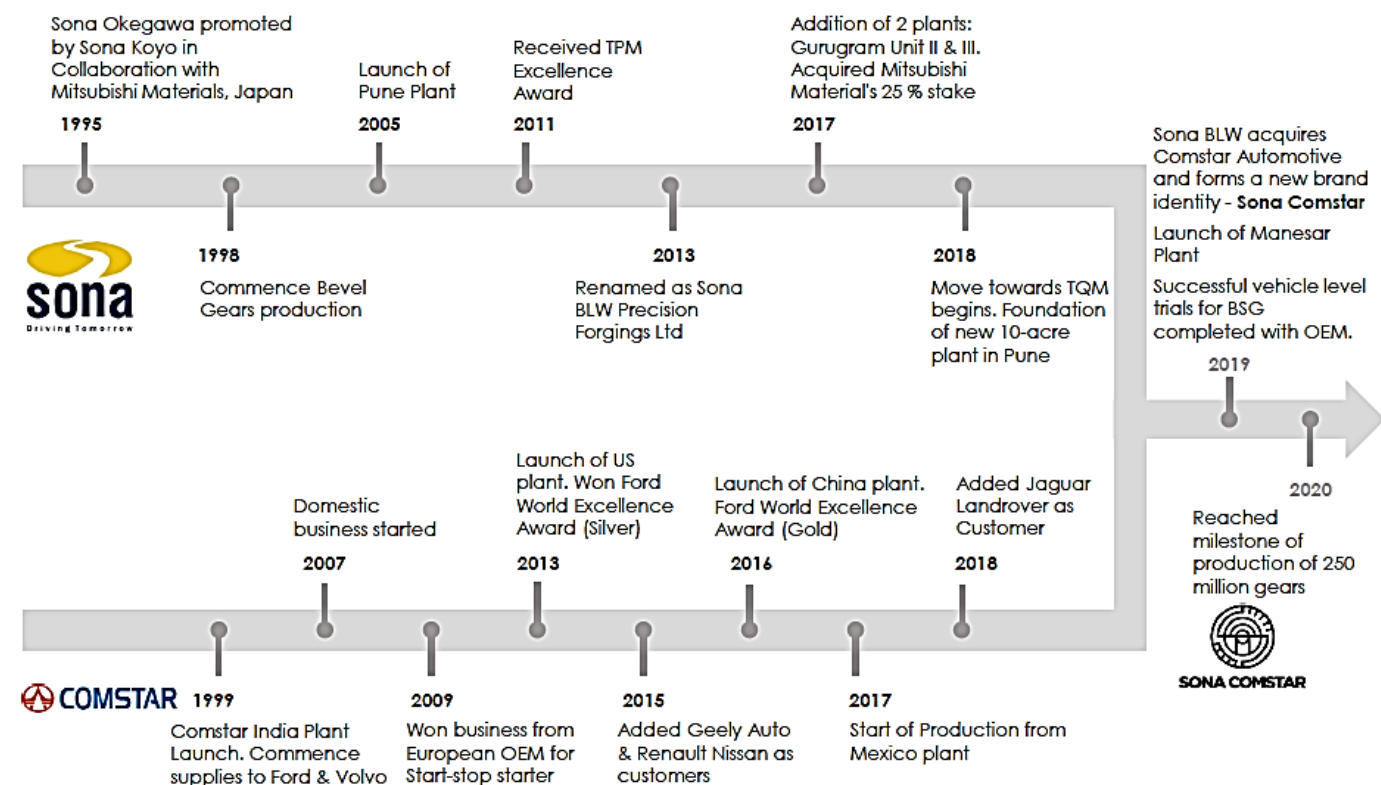 Sona Okegawa promoted
by Sona Koyo in
Collaboration with
Mitsubishi Materials, Japan
1995
Launch of
Pune Plant
2005
Received TPM
Excellence
Award
2011
Addition of 2 plants:
Gurugram Unit II & III.
Acquired Mitsubishi
Material's 25 % stake
2017
sona
Driving Tomorrow
1998
Commence Bevel
Gears production
2013
Renamed as Sona
BLW Precision
Forgings Ltd
2018
Move towards TQM
begins. Foundation
of new 10-acre
plant in Pune
Sona BLW acquires
Comstar Automotive
and forms a new brand
identity - Sona Comstar
Launch of Manesar
Plant
Successful vehicle level
trials for BSG
completed with OEM.
2019
2020
Reached
milestone of
production of 250
million gears
SONA COMSTAR
Domestic
business started
2007
Launch of US
plant. Won Ford
World Excellence
Award (Silver)
2013
Launch of China plant.
Ford World Excellence
Award (Gold)
2016
Added Jaguar
Landrover as
Customer
2018
COMSTAR
1999
Comstar India Plant
Launch. Commence
supplies to Ford & Volvo
2009
Won business from
European OEM for
Start-stop starter
2015
Added Geely Auto
& Renault Nissan as
customers
2017
Start of Production from
Mexico plant